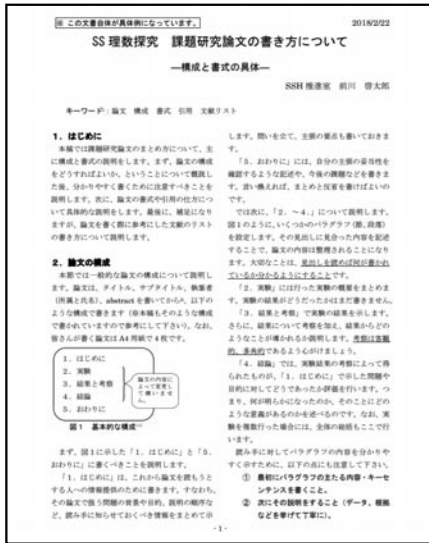 ※ この文書自体が具体例になっています。
2018/2/22
SS 理数探究　課題研究論文の書き方について
―構成と書式の具体―
SSH 推進室　前川　啓太郎
キーワード：論文　構成　書式　引用　文献リスト
1．はじめに
本稿では課題研究論文のまとめ方について、主
に構成と書式の説明をします。まず、論文の構成
をどうすればよいか、ということについて概説し
た後、分かりやすく書くために注意すべきことを
説明します。次に、論文の書式や引用の仕方につ
いて具体的な説明をします。最後に、補足になり
ますが、論文を書く際に参考にした文献のリスト
の書き方について説明します。
2．論文の構成
本節では一般的な論文の構成について説明しま
す。論文は、タイトル、サブタイトル、執筆者
（所属と氏名）、abstract を書いてから、以下の
ような構成で書きます（※本稿もそのような構成
で書かれていますので参考にして下さい）。なお、
皆さんが書く論文は A4 用紙で 4 枚です。
1．はじめに
2．実験
3．結果と考察
4．結論
5．おわりに
論文の内容に
よって変更して
構いません。
図1　基本的な構成
まず、図1に示した「1．はじめに」と「5．
おわりに」に書くべきことを説明します。
「1．はじめに」は、これから論文を読もうと
する人への情報提供のために書きます。すなわち、
その論文で扱う問題の背景や目的、説明の順序な
ど、読み手に知らせておくべき情報をまとめて示
します。問いを立て、主張の要点も書いておきま
す。
「5．おわりに」には、自分の主張の妥当性を
確認するような記述や、今後の課題などを書きま
す。言い換えれば、まとめと反省を書けばよいの
です。
では次に、「2．～4．」について説明します。
図1のように、いくつかのパラグラフ（節、段落）
を設定します。その見出しに見合った内容を記述
することで、論文の内容は整理されることになり
ます。大切なことは、見出しを読めば何が書かれ
ているか分かるようにすることです。
「2．実験」には行った実験の概要をまとめま
す。実験の結果がどうだったかはまだ書きません。
「3．結果と考察」で実験の結果を示します。
さらに、結果について考察を加え、結果からどの
ようなことが導かれるか説明します。考察は客観
的、多角的であるよう心がけましょう。
「4．結論」では、実験結果の考察によって得
られたものが、「1．はじめに」で示した問題や
目的に対してどうであったか評価を行います。つ
まり、何が明らかになったのか、そのことにどの
ような意義があるのかを述べるのです。なお、実
験を複数行った場合には、全体の総括もここで行
います。
読み手に対してパラグラフの内容を分かりや
すく示すために、以下の点にも注意して下さい。
① 最初にパラグラフの主たる内容・キーセ
ンテンスを書くこと。
② 次にその説明をすること（データ、根拠
などを挙げて丁寧に）。
- 1 -